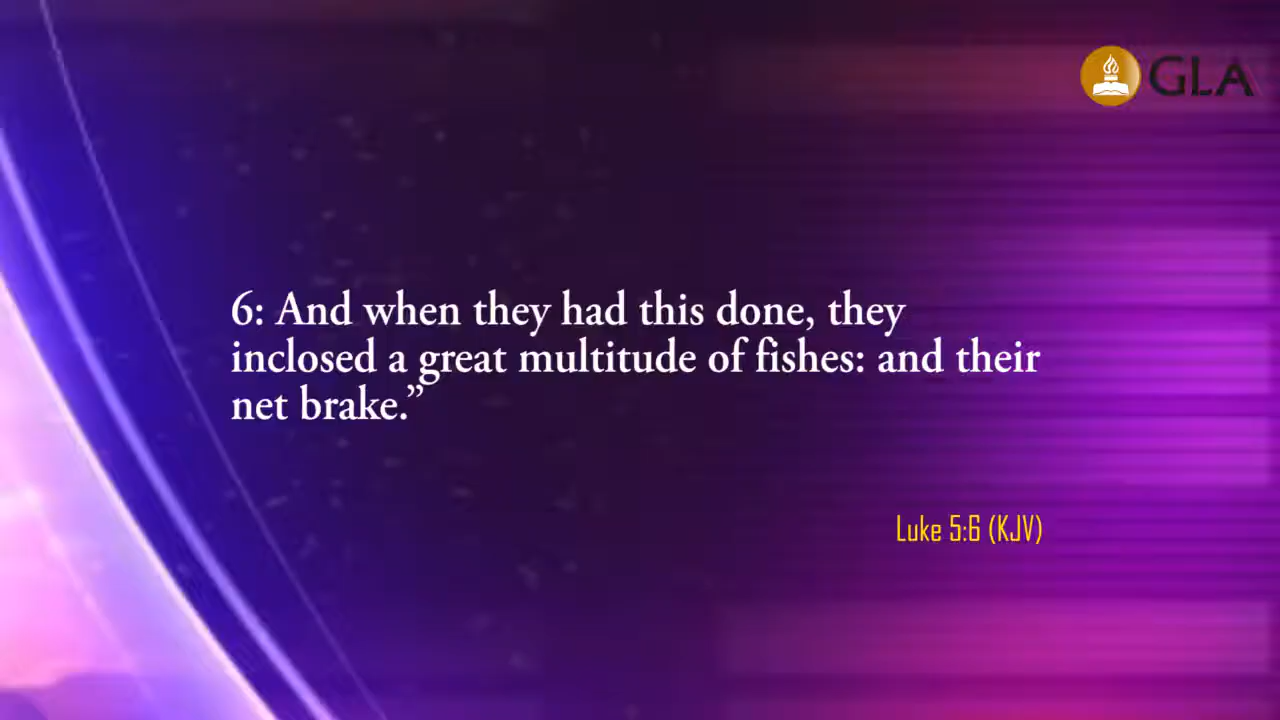 GLA
6: And when they had this done, they
inclosed a great multitude of fishes: and their
net brake.”
Luke 5:6 (KJV)